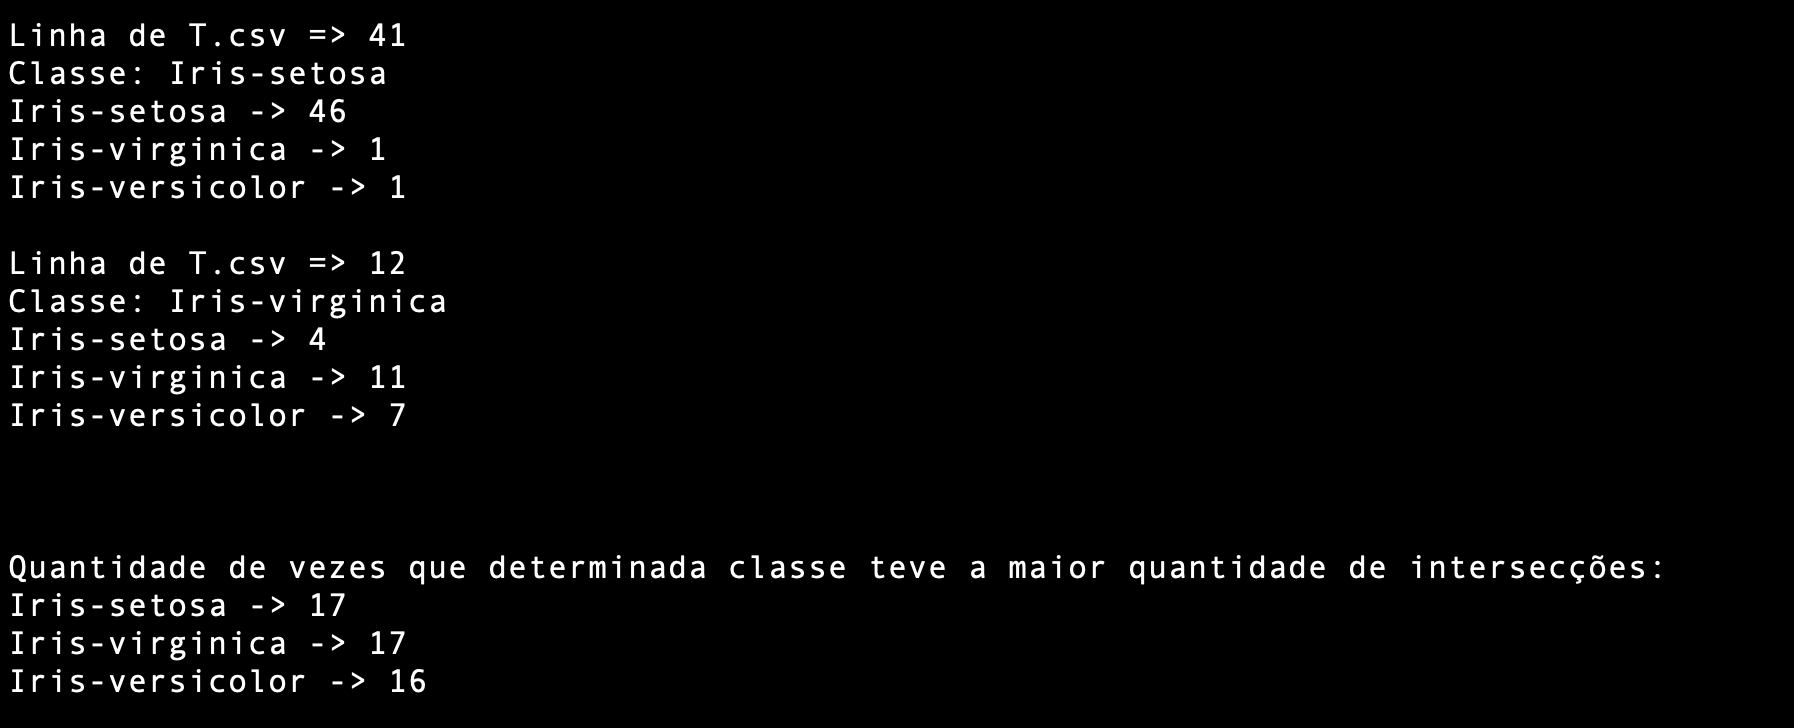 Linha de T.csv => 41
Classe: Iris-setosa
Iris-setosa -> 46
Iris-virginica -> 1
Iris-versicolor -> 1
Linha de T.csv => 12
Classe: Iris-virginica
Iris-setosa -> 4
Iris-virginica -> 11
Iris-versicolor -> 7
Quantidade de vezes que determinada classe teve a maior quantidade de intersecções:
Iris-setosa -> 17
Iris-virginica -> 17
Iris-versicolor -> 16